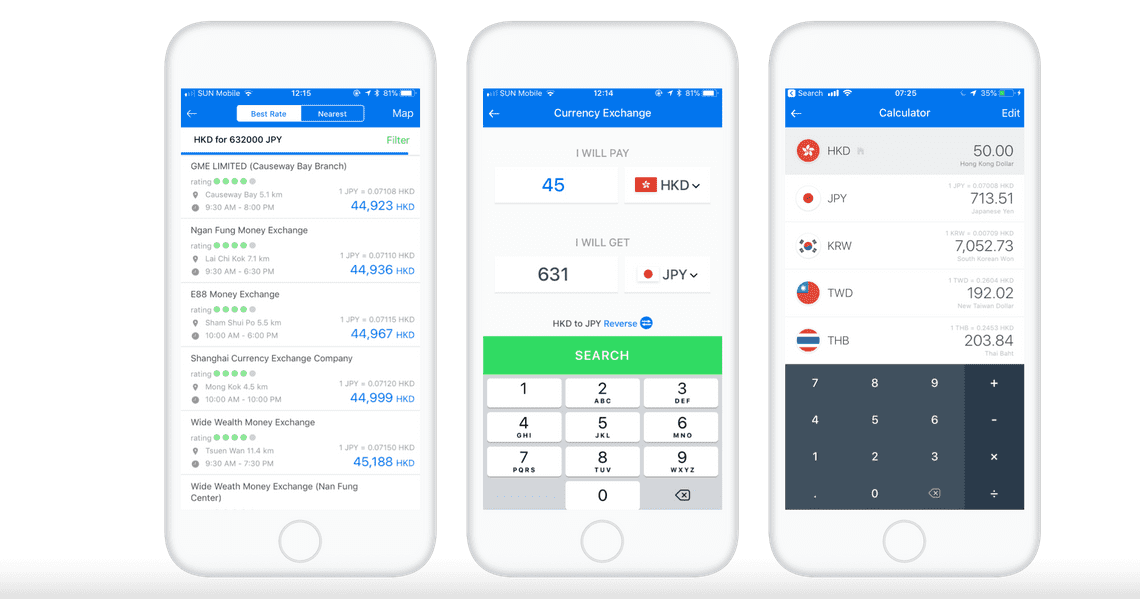 SUN Mobile 12:15 81%
Best Rate Nearest Map
HKD for 632000 JPY Filter
GME LIMITED (Causeway Bay Branch)
rating
Causeway Bay 5.1 km 1 JPY = 0.07108 HKD
9:30 AM - 8:00 PM 44,923 HKD
Ngan Fung Money Exchange
rating
Lai Chi Kok 7.1 km 1 JPY = 0.07110 HKD
9:30 AM - 6:30 PM 44,936 HKD
E88 Money Exchange
rating
Sham Shui Po 5.5 km 1 JPY = 0.07115 HKD
10:00 AM - 6:00 PM 44,967 HKD
Shanghai Currency Exchange Company
rating
Mong Kok 4.5 km 1 JPY = 0.07120 HKD
10:00 AM - 10:00 PM 44,999 HKD
Wide Wealth Money Exchange
rating
Tsuen Wan 11.4 km 1 JPY = 0.07150 HKD
9:30 AM - 7:30 PM 45,188 HKD
Wide Weath Money Exchange (Nan Fung
Center)
SUN Mobile 12:14 81%
Currency Exchange
I WILL PAY
45 HKD
I WILL GET
631 JPY
HKD to JPY Reverse
SEARCH
1 2 3
ABC DEF
4 5 6
GHI JKL MNO
7 8 9
PQRS TUV WXYZ
0
Search 07:25 35%
Calculator Edit
HKD 50.00
Hong Kong Dollar
1 JPY = 0.07008 HKD
JPY 713.51
Japanese Yen
1 KRW = 0.00709 HKD
KRW 7,052.73
South Korean Won
1 TWD = 0.2604 HKD
TWD 192.02
New Taiwan Dollar
1 THB = 0.2453 HKD
THB 203.84
Thai Baht
7 8 9 +
4 5 6 -
1 2 3 ×
. 0 ÷